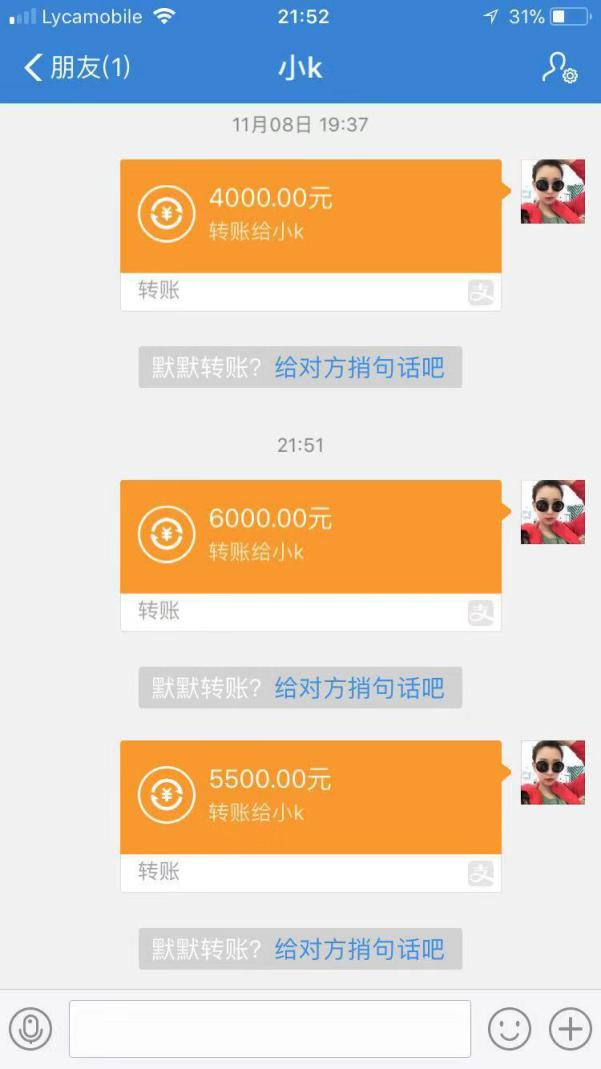 Lycamobile 21:52 31%
朋友(1) 小k
11月08日 19:37
4000.00元
转账给小k
转账
支
默默转账? 给对方捎句话吧
21:51
6000.00元
转账给小k
转账
支
默默转账? 给对方捎句话吧
5500.00元
转账给小k
转账
支
默默转账? 给对方捎句话吧